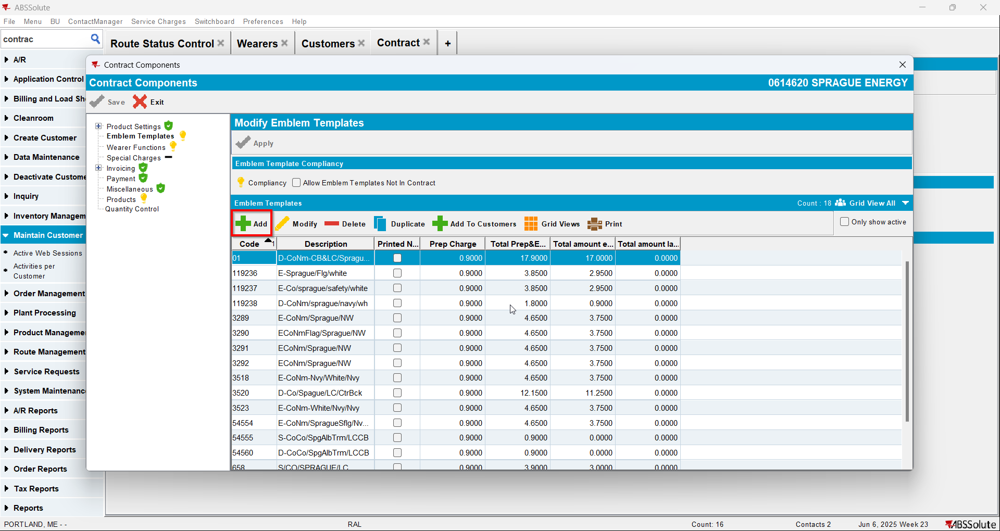 ABSSolute
File Menu BU ContactManager Service Charges Switchboard Preferences Help
contrac
Route Status Control
Wearers
Customers
Contract
+
A/R
Application Control
Billing and Load Sh
Cleanroom
Create Customer
Data Maintenance
Deactivate Custome
Inquiry
Inventory Managem
Maintain Customer
Active Web Sessions
Activities per
Customer
Order Management
Plant Processing
Product Manageme
Route Management
Service Requests
System Maintenanc
A/R Reports
Billing Reports
Delivery Reports
Order Reports
Tax Reports
Reports
Contract Components
Contract Components 0614620 SPRAGUE ENERGY
Save Exit
Product Settings
Emblem Templates
Wearer Functions
Special Charges
Invoicing
Payment
Miscellaneous
Products
Quantity Control
Modify Emblem Templates
Apply
Emblem Template Compliancy
Compliancy Allow Emblem Templates Not In Contract
Emblem Templates Count : 18 Grid View All
Add Modify Delete Duplicate Add To Customers Grid Views Print Only show active
Code 1 Description Printed N... Prep Charge Total Prep&E... Total amount e... Total amount la...
01 D-CoNm-CB&LC/Spragu... 0.9000 17.9000 17.0000 0.0000
119236 E-Sprague/Flg/white 0.9000 3.8500 2.9500 0.0000
119237 E-Co/sprague/safety/white 0.9000 3.8500 2.9500 0.0000
119238 D-CoNm/sprague/navy/wh 0.9000 1.8000 0.9000 0.0000
3289 E-CoNm/Sprague/NW 0.9000 4.6500 3.7500 0.0000
3290 ECoNmFlag/Sprague/NW 0.9000 4.6500 3.7500 0.0000
3291 ECoNm/Sprague/NW 0.9000 4.6500 3.7500 0.0000
3292 ECoNm/Sprague/NW 0.9000 4.6500 3.7500 0.0000
3518 E-CoNm-Nvy/White/Nvy 0.9000 4.6500 3.7500 0.0000
3520 D-Co/Spague/LC/CtrBck 0.9000 12.1500 11.2500 0.0000
3523 E-CoNm-White/Nvy/Nvy 0.9000 4.6500 3.7500 0.0000
54554 E-CoNm/SpragueSflg/Nv... 0.9000 4.6500 3.7500 0.0000
54555 S-CoCo/SpgAlbTrm/LCCB 0.9000 0.9000 0.0000 0.0000
54560 D-CoCo/SpgAlbTrm/LCCB 0.9000 0.9000 0.0000 0.0000
658 S/CO/SPRAGUE/LC 0.9000 3.9000 3.0000 0.0000
PORTLAND, ME - - RAL Count: 16 Contacts 2 Jun 6, 2025 Week 23 ABSSolute